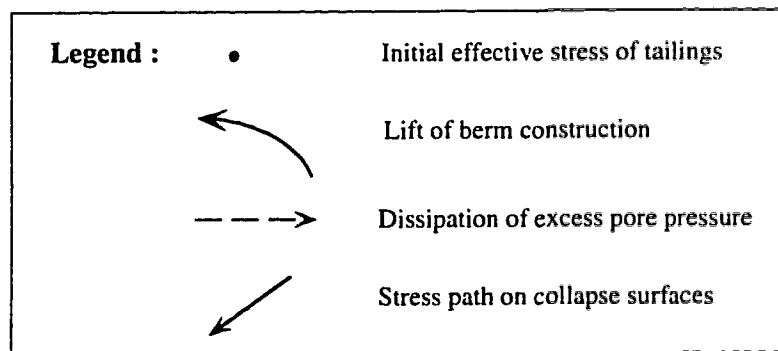 Legend : • Initial effective stress of tailings
Lift of berm construction
Dissipation of excess pore pressure
Stress path on collapse surfaces